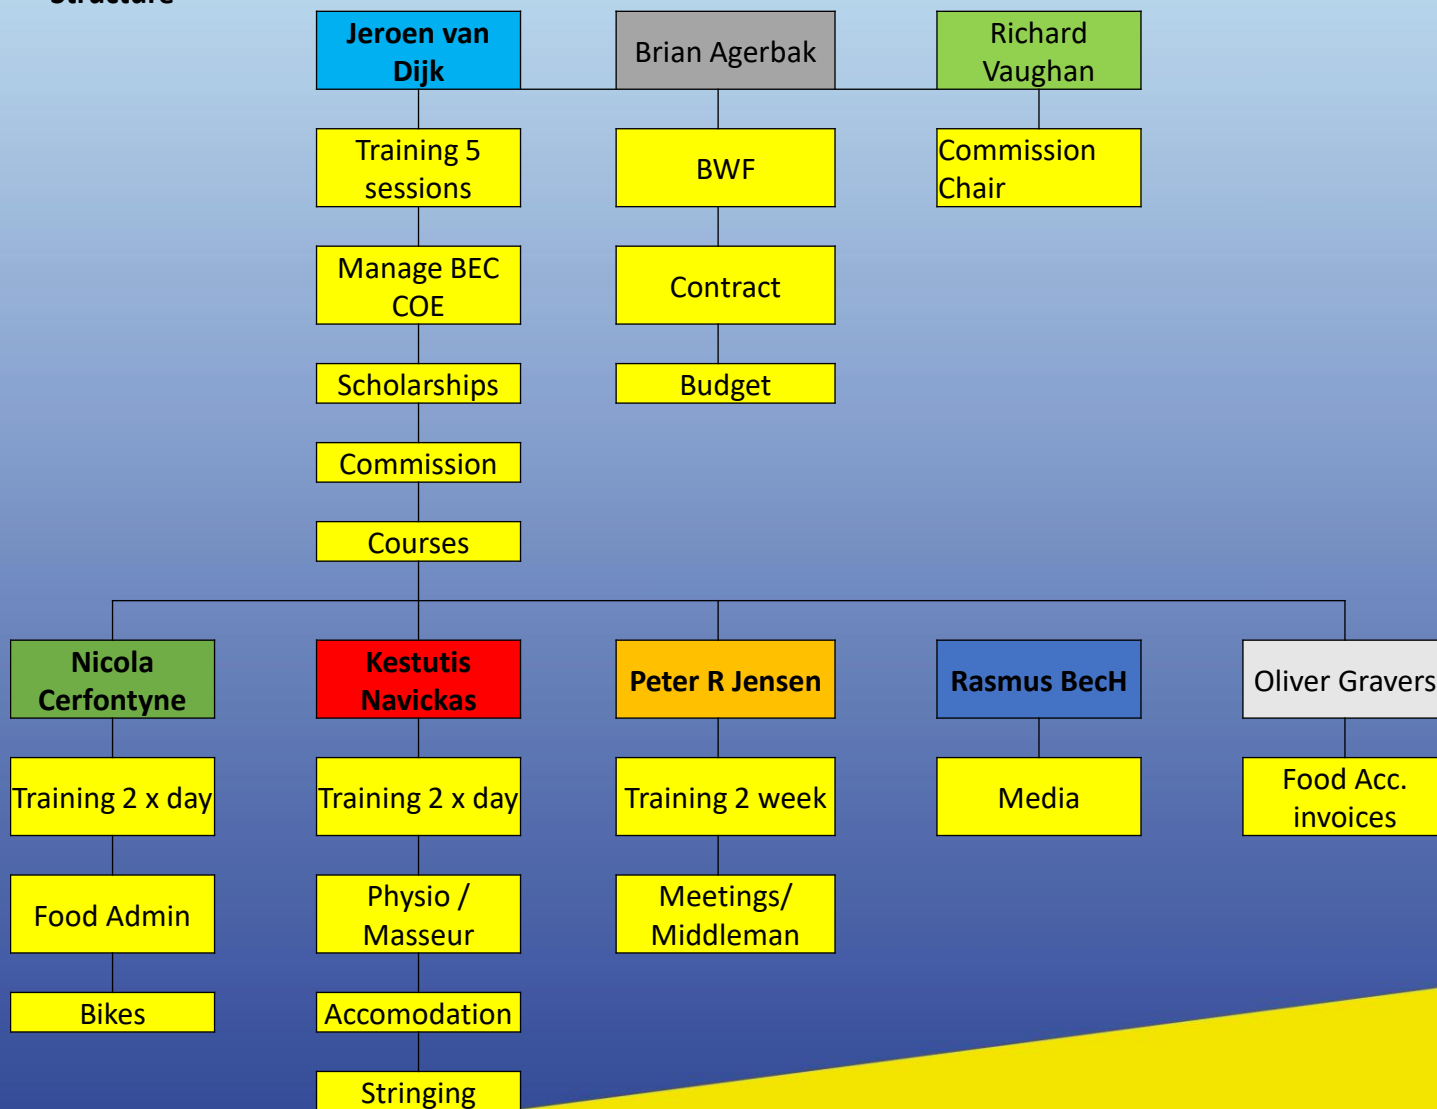 Structure
Jeroen van
Dijk
Brian Agerbak
Richard
Vaughan
Training 5
sessions
BWF
Commission
Chair
Manage BEC
COE
Contract
Scholarships
Budget
Commission
Courses
Nicola
Cerfontyne
Kestutis
Navickas
Peter R Jensen
Rasmus BecH
Oliver Gravers
Training 2 x day
Training 2 x day
Training 2 week
Media
Food Acc.
invoices
Food Admin
Physio /
Masseur
Meetings/
Middleman
Bikes
Accomodation
Stringing